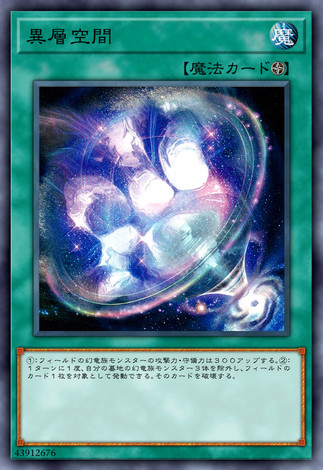 異層空間
魔
【魔法カード】
①:フィールドの幻竜族モンスターの攻撃力・守備力は300アップする。②:
1ターンに1度、自分の墓地の幻竜族モンスター3体を除外し、フィールドの
カード1枚を対象として発動できる。そのカードを破壊する。
43912676